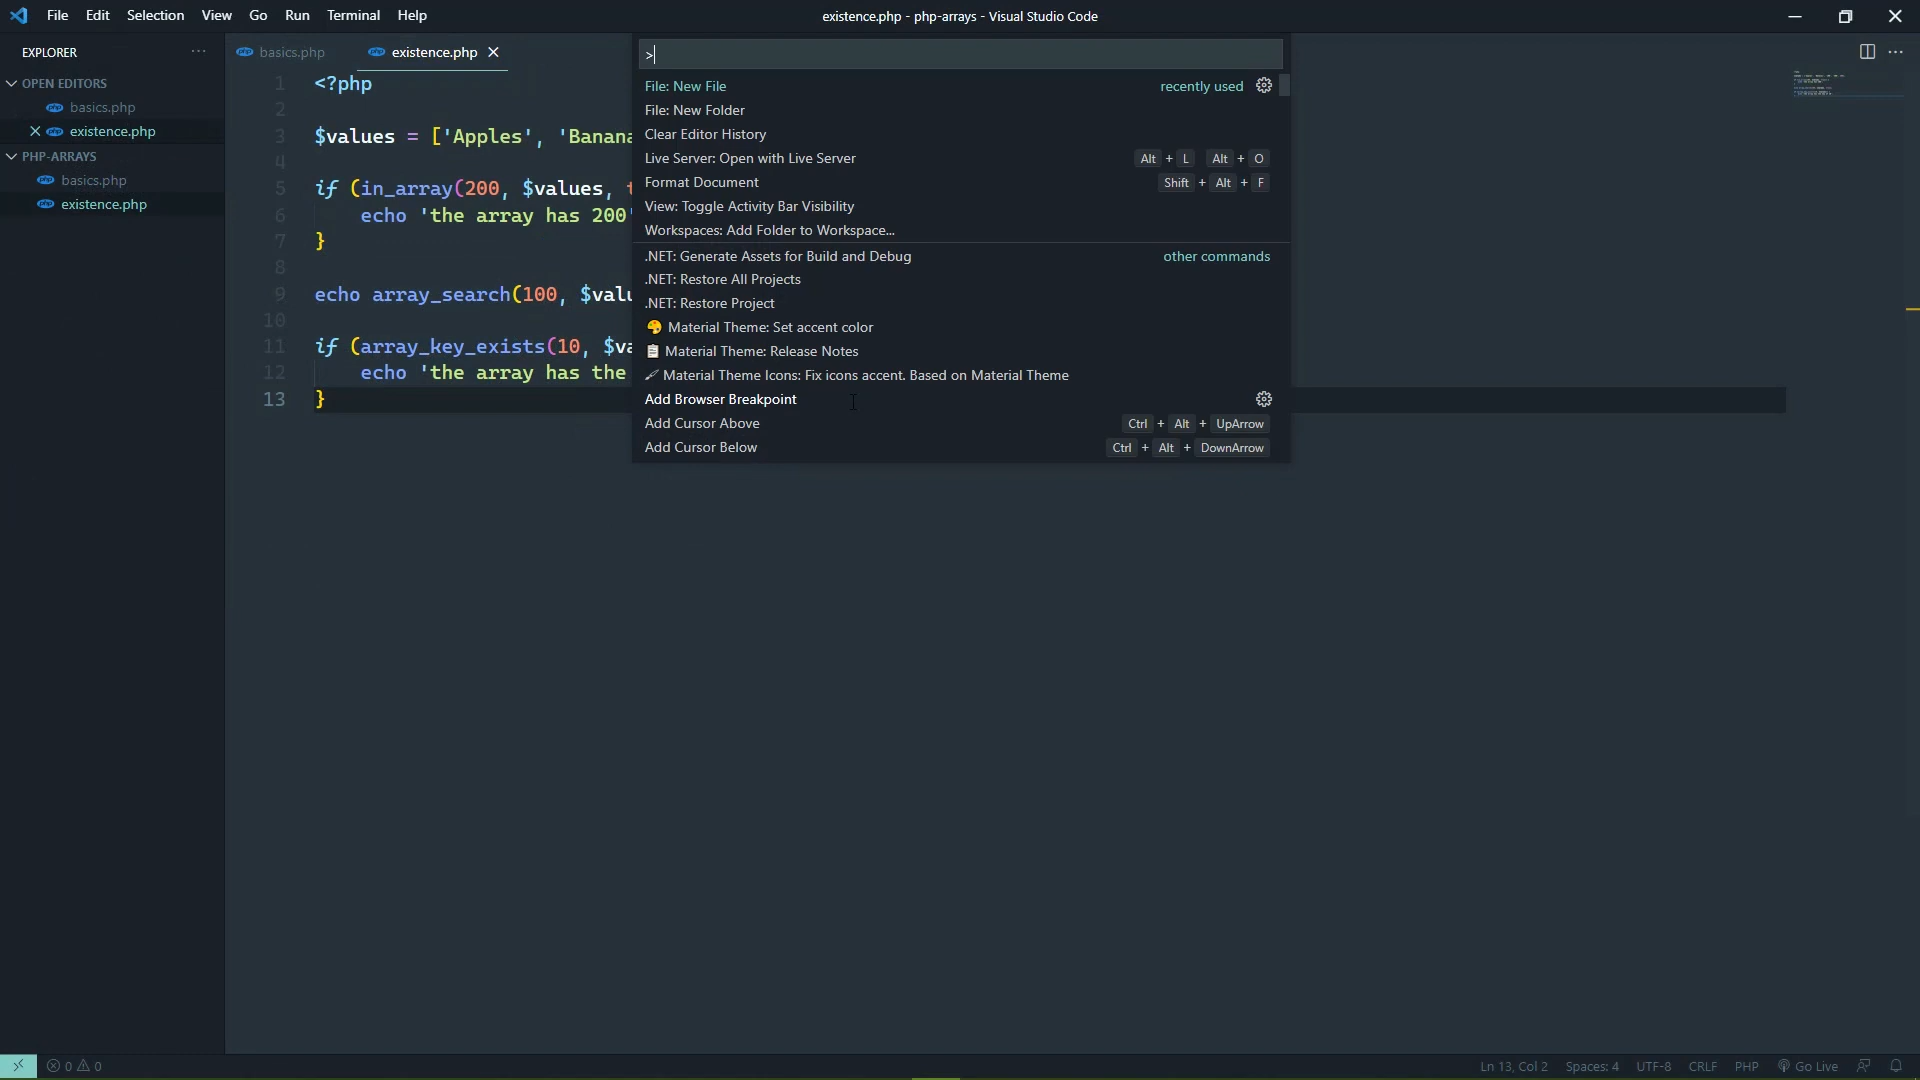 File Edit Selection View Go Run Terminal Help
existence.php - php-arrays - Visual Studio Code
EXPLORER
OPEN EDITORS
basics.php
existence.php
PHP-ARRAYS
basics.php
existence.php
basics.php existence.php
1 <?php
2
3 $values = ['Apples', 'Banana
4
5 if (in_array(200, $values, t
6 echo 'the array has 200'
7 }
8
9 echo array_search(100, $valu
10
11 if (array_key_exists(10, $va
12 echo 'the array has the
13 }
>
File: New File recently used
File: New Folder
Clear Editor History
Live Server: Open with Live Server Alt + L Alt + O
Format Document Shift + Alt + F
View: Toggle Activity Bar Visibility
Workspaces: Add Folder to Workspace...
.NET: Generate Assets for Build and Debug other commands
.NET: Restore All Projects
.NET: Restore Project
Material Theme: Set accent color
Material Theme: Release Notes
Material Theme Icons: Fix icons accent. Based on Material Theme
Add Browser Breakpoint
Add Cursor Above Ctrl + Alt + UpArrow
Add Cursor Below Ctrl + Alt + DownArrow
0 0 Ln 13, Col 2 Spaces: 4 UTF-8 CRLF PHP Go Live